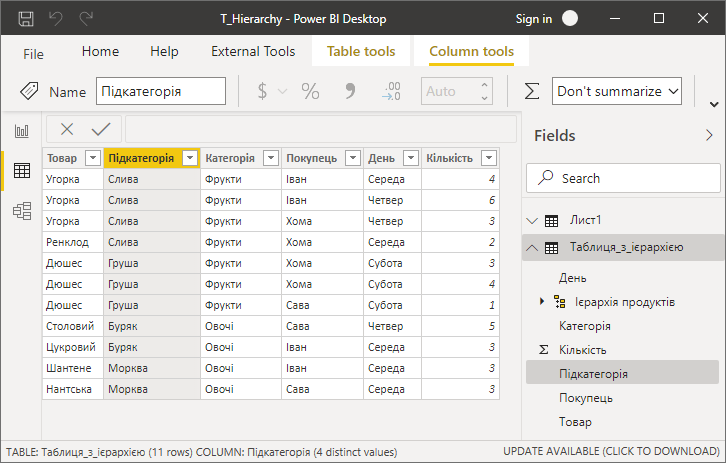 T_Hierarchy - Power BI Desktop
Sign in
File
Home
Help
External Tools
Table tools
Column tools
Name
Підкатегорія
$
%
,
.00
.0
Auto
Σ
Don't summarize
Товар Підкатегорія Категорія Покупець День Кількість
Угорка Слива Фрукти Іван Середа 4
Угорка Слива Фрукти Іван Четвер 6
Угорка Слива Фрукти Хома Четвер 3
Ренклод Слива Фрукти Хома Середа 2
Дюшес Груша Фрукти Хома Субота 3
Дюшес Груша Фрукти Хома Субота 4
Дюшес Груша Фрукти Сава Субота 1
Столовий Буряк Овочі Сава Четвер 5
Цукровий Буряк Овочі Іван Середа 3
Шантене Морква Овочі Іван Середа 3
Нантська Морква Овочі Сава Середа 3
Fields
Search
Лист1
Таблиця_з_ієрархією
День
Ієрархія продуктів
Категорія
Σ Кількість
Підкатегорія
Покупець
Товар
TABLE: Таблиця_з_ієрархією (11 rows) COLUMN: Підкатегорія (4 distinct values)
UPDATE AVAILABLE (CLICK TO DOWNLOAD)